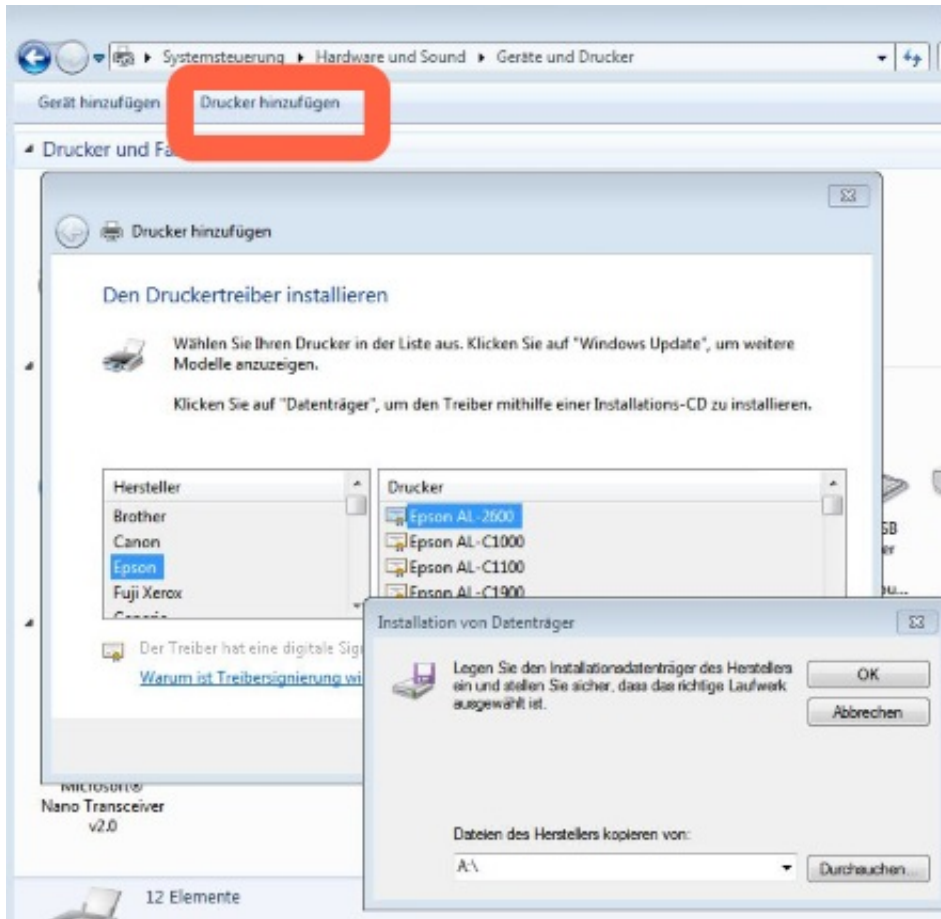 Systemsteuerung Hardware und Sound Geräte und Drucker
Gerät hinzufügen Drucker hinzufügen
Drucker und
Drucker hinzufügen
Den Druckertreiber installieren
Wählen Sie Ihren Drucker in der Liste aus. Klicken Sie auf "Windows Update", um weitere
Modelle anzuzeigen.
Klicken Sie auf "Datenträger", um den Treiber mithilfe einer Installations-CD zu installieren.
Hersteller
Brother
Canon
Epson
Fuji Xerox
Drucker
Epson AL-2600
Epson AL-C1000
Epson AL-C1100
Epson AL-C1900
Der Treiber hat eine digitale
Warum ist Treibersignierung
Installation von Datenträger
Legen Sie den Installationsdatenträger des Herstellers
ein und stellen Sie sicher, dass das richtige Laufwerk
ausgewählt ist.
OK
Abbrechen
Dateien des Herstellers kopieren von:
A:\
Durchsuchen...
Microsoft®
Nano Transceiver
v2.0
12 Elemente